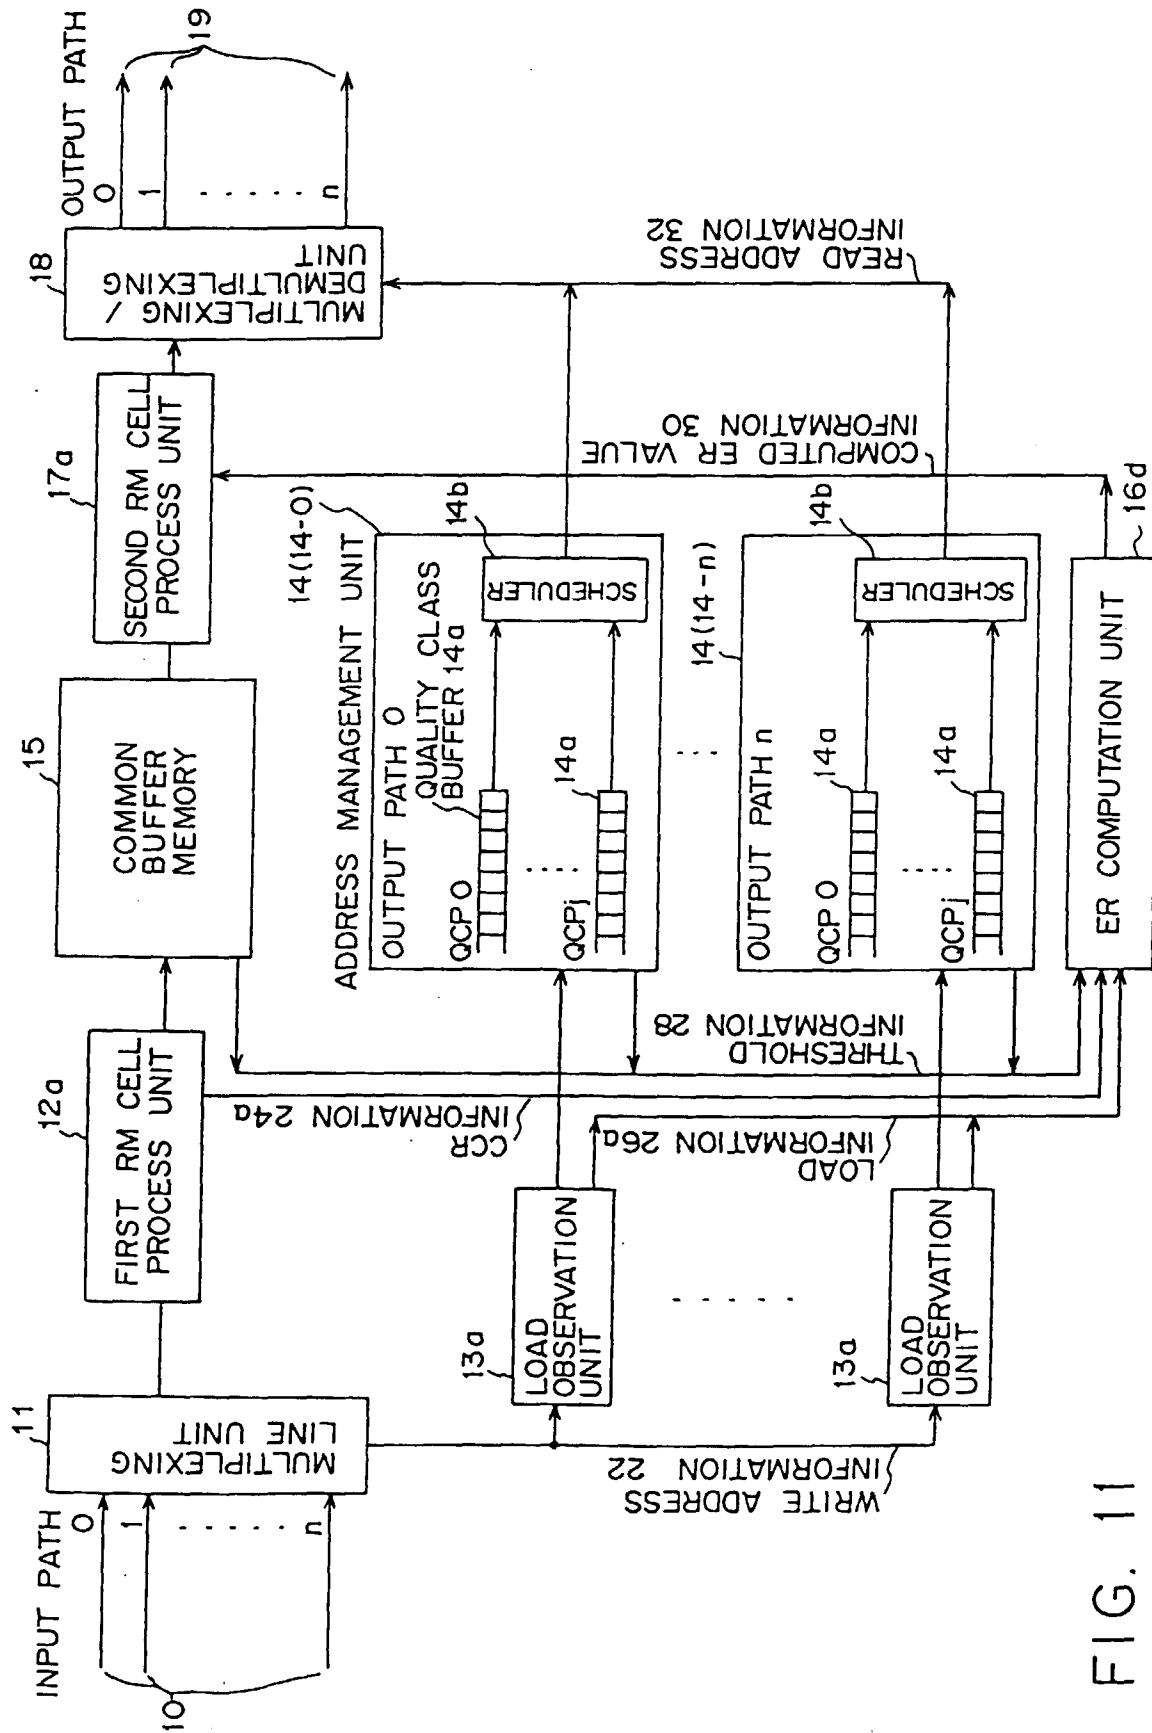 INPUT PATH
0
1
n
10
11
MULTIPLEXING
LINE UNIT
12a
FIRST RM CELL
PROCESS UNIT
15
COMMON
BUFFER
MEMORY
17a
SECOND RM CELL
PROCESS UNIT
18
MULTIPLEXING /
DEMULTIPLEXING
UNIT
OUTPUT PATH
0
1
n
19
WRITE ADDRESS
INFORMATION 22
13a
LOAD
OBSERVATION
UNIT
13a
LOAD
OBSERVATION
UNIT
CCR
INFORMATION 24a
LOAD
INFORMATION 26a
THRESHOLD
INFORMATION 28
ADDRESS MANAGEMENT UNIT
14(14-0)
OUTPUT PATH 0
QUALITY CLASS
BUFFER 14a
QCP 0
QCPj
14a
14b
SCHEDULER
14(14-n)
OUTPUT PATH n
QCP 0
14a
QCPj
14a
14b
SCHEDULER
ER COMPUTATION UNIT
16d
COMPUTED ER VALUE
INFORMATION 30
READ ADDRESS
INFORMATION 32
FIG. 11